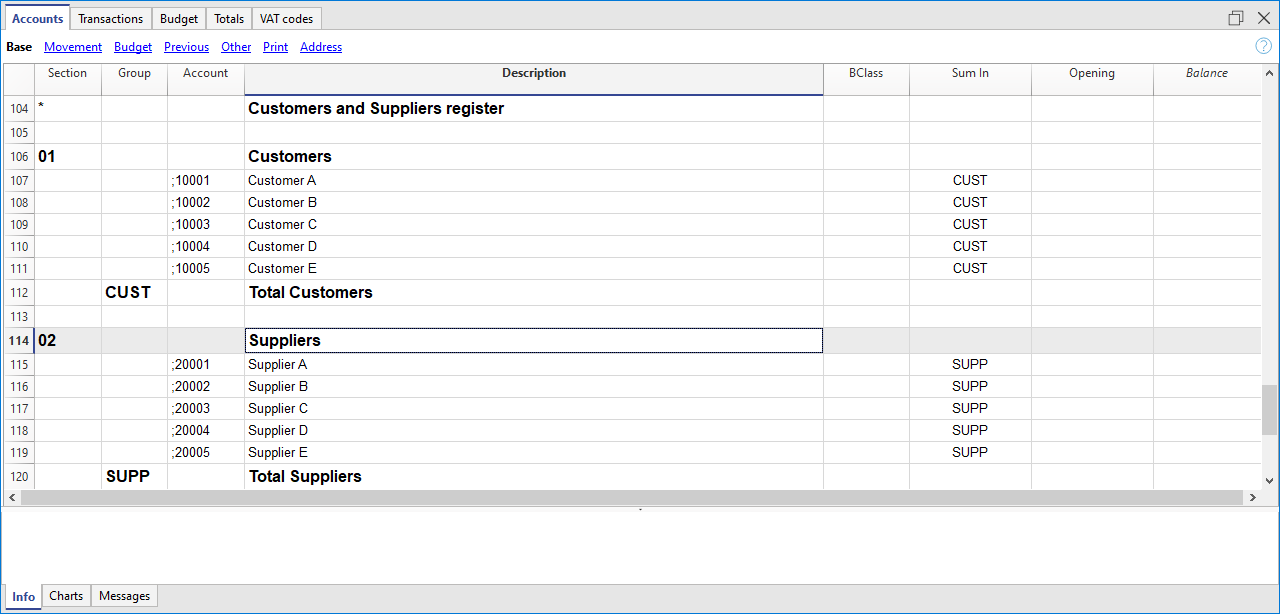 Accounts Transactions Budget Totals VAT codes
Base Movement Budget Previous Other Print Address ?
Section Group Account Description BClass Sum In Opening Balance
104 * Customers and Suppliers register
105
106 01 Customers
107 ;10001 Customer A CUST
108 ;10002 Customer B CUST
109 ;10003 Customer C CUST
110 ;10004 Customer D CUST
111 ;10005 Customer E CUST
112 CUST Total Customers
113
114 02 Suppliers
115 ;20001 Supplier A SUPP
116 ;20002 Supplier B SUPP
117 ;20003 Supplier C SUPP
118 ;20004 Supplier D SUPP
119 ;20005 Supplier E SUPP
120 SUPP Total Suppliers
Info Charts Messages